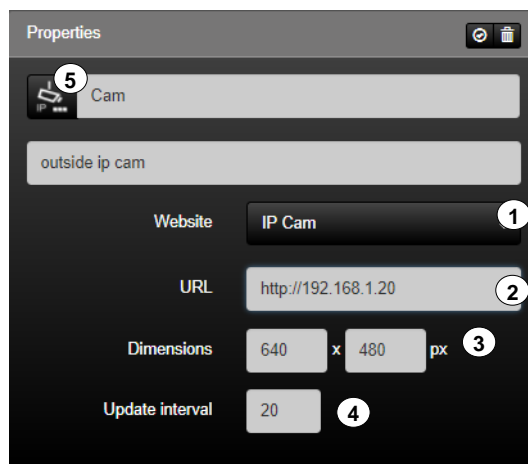 Properties
5
IP
Cam
outside ip cam
Website IP Cam 1
URL http://192.168.1.20 2
Dimensions 640 x 480 px 3
Update interval 20 4